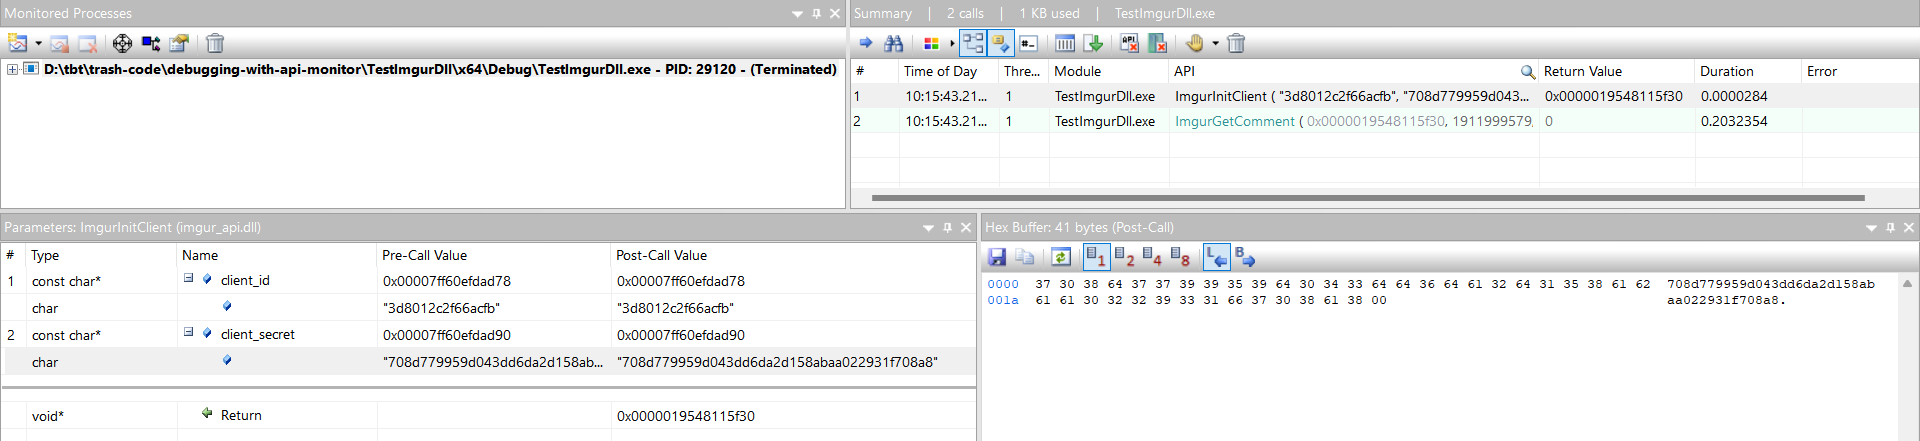 Monitored Processes
D:\tbt\trash-code\debugging-with-api-monitor\TestImgurDll\x64\Debug\TestImgurDll.exe - PID: 29120 - (Terminated)
Summary | 2 calls | 1 KB used | TestImgurDll.exe
# Time of Day Thre... Module API Return Value Duration Error
1 10:15:43.21... 1 TestImgurDll.exe ImgurInitClient ( "3d8012c2f66acfb", "708d779959d043... 0x0000019548115f30 0.0000284
2 10:15:43.21... 1 TestImgurDll.exe ImgurGetComment ( 0x0000019548115f30, 1911999579, 0 0.2032354
Parameters: ImgurInitClient (imgur_api.dll)
# Type Name Pre-Call Value Post-Call Value
1 const char* client_id 0x00007ff60efdad78 0x00007ff60efdad78
char "3d8012c2f66acfb" "3d8012c2f66acfb"
2 const char* client_secret 0x00007ff60efdad90 0x00007ff60efdad90
char "708d779959d043dd6da2d158ab... "708d779959d043dd6da2d158abaa022931f708a8"
void* Return 0x0000019548115f30
Hex Buffer: 41 bytes (Post-Call)
1 2 4 8 L B
0000 37 30 38 64 37 37 39 39 35 39 64 30 34 33 64 64 36 64 61 32 64 31 35 38 61 62 708d779959d043dd6da2d158ab
001a 61 61 30 32 32 39 33 31 66 37 30 38 61 38 00 aa022931f708a8.